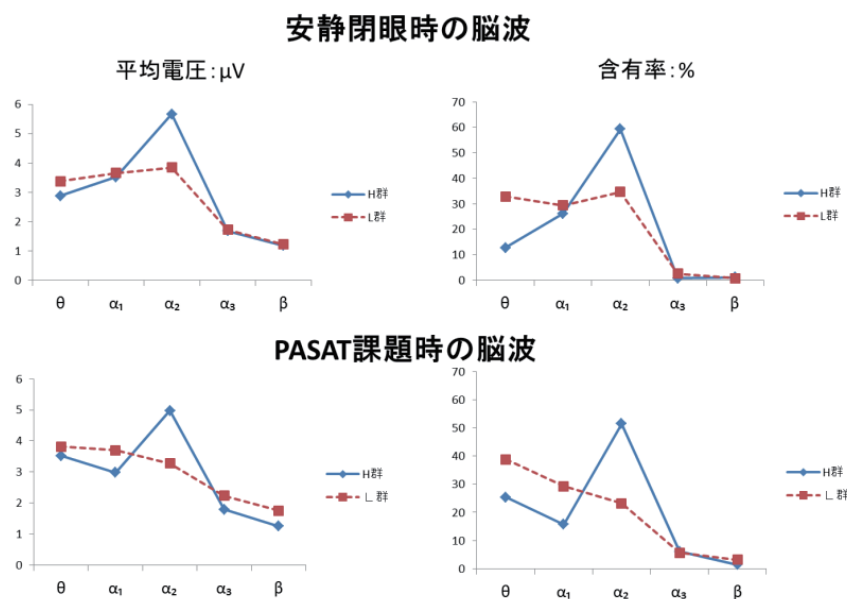 安静閉眼時の脳波
平均電圧:μV
含有率:%
6
5
4
3
2
1
0
θ α₁ α₂ α₃ β
H群
L群
70
60
50
40
30
20
10
0
θ α₁ α₂ α₃ β
H群
L群
PASAT課題時の脳波
6
5
4
3
2
1
0
θ α₁ α₂ α₃ β
H群
L群
70
60
50
40
30
20
10
0
θ α₁ α₂ α₃ β
H群
L群